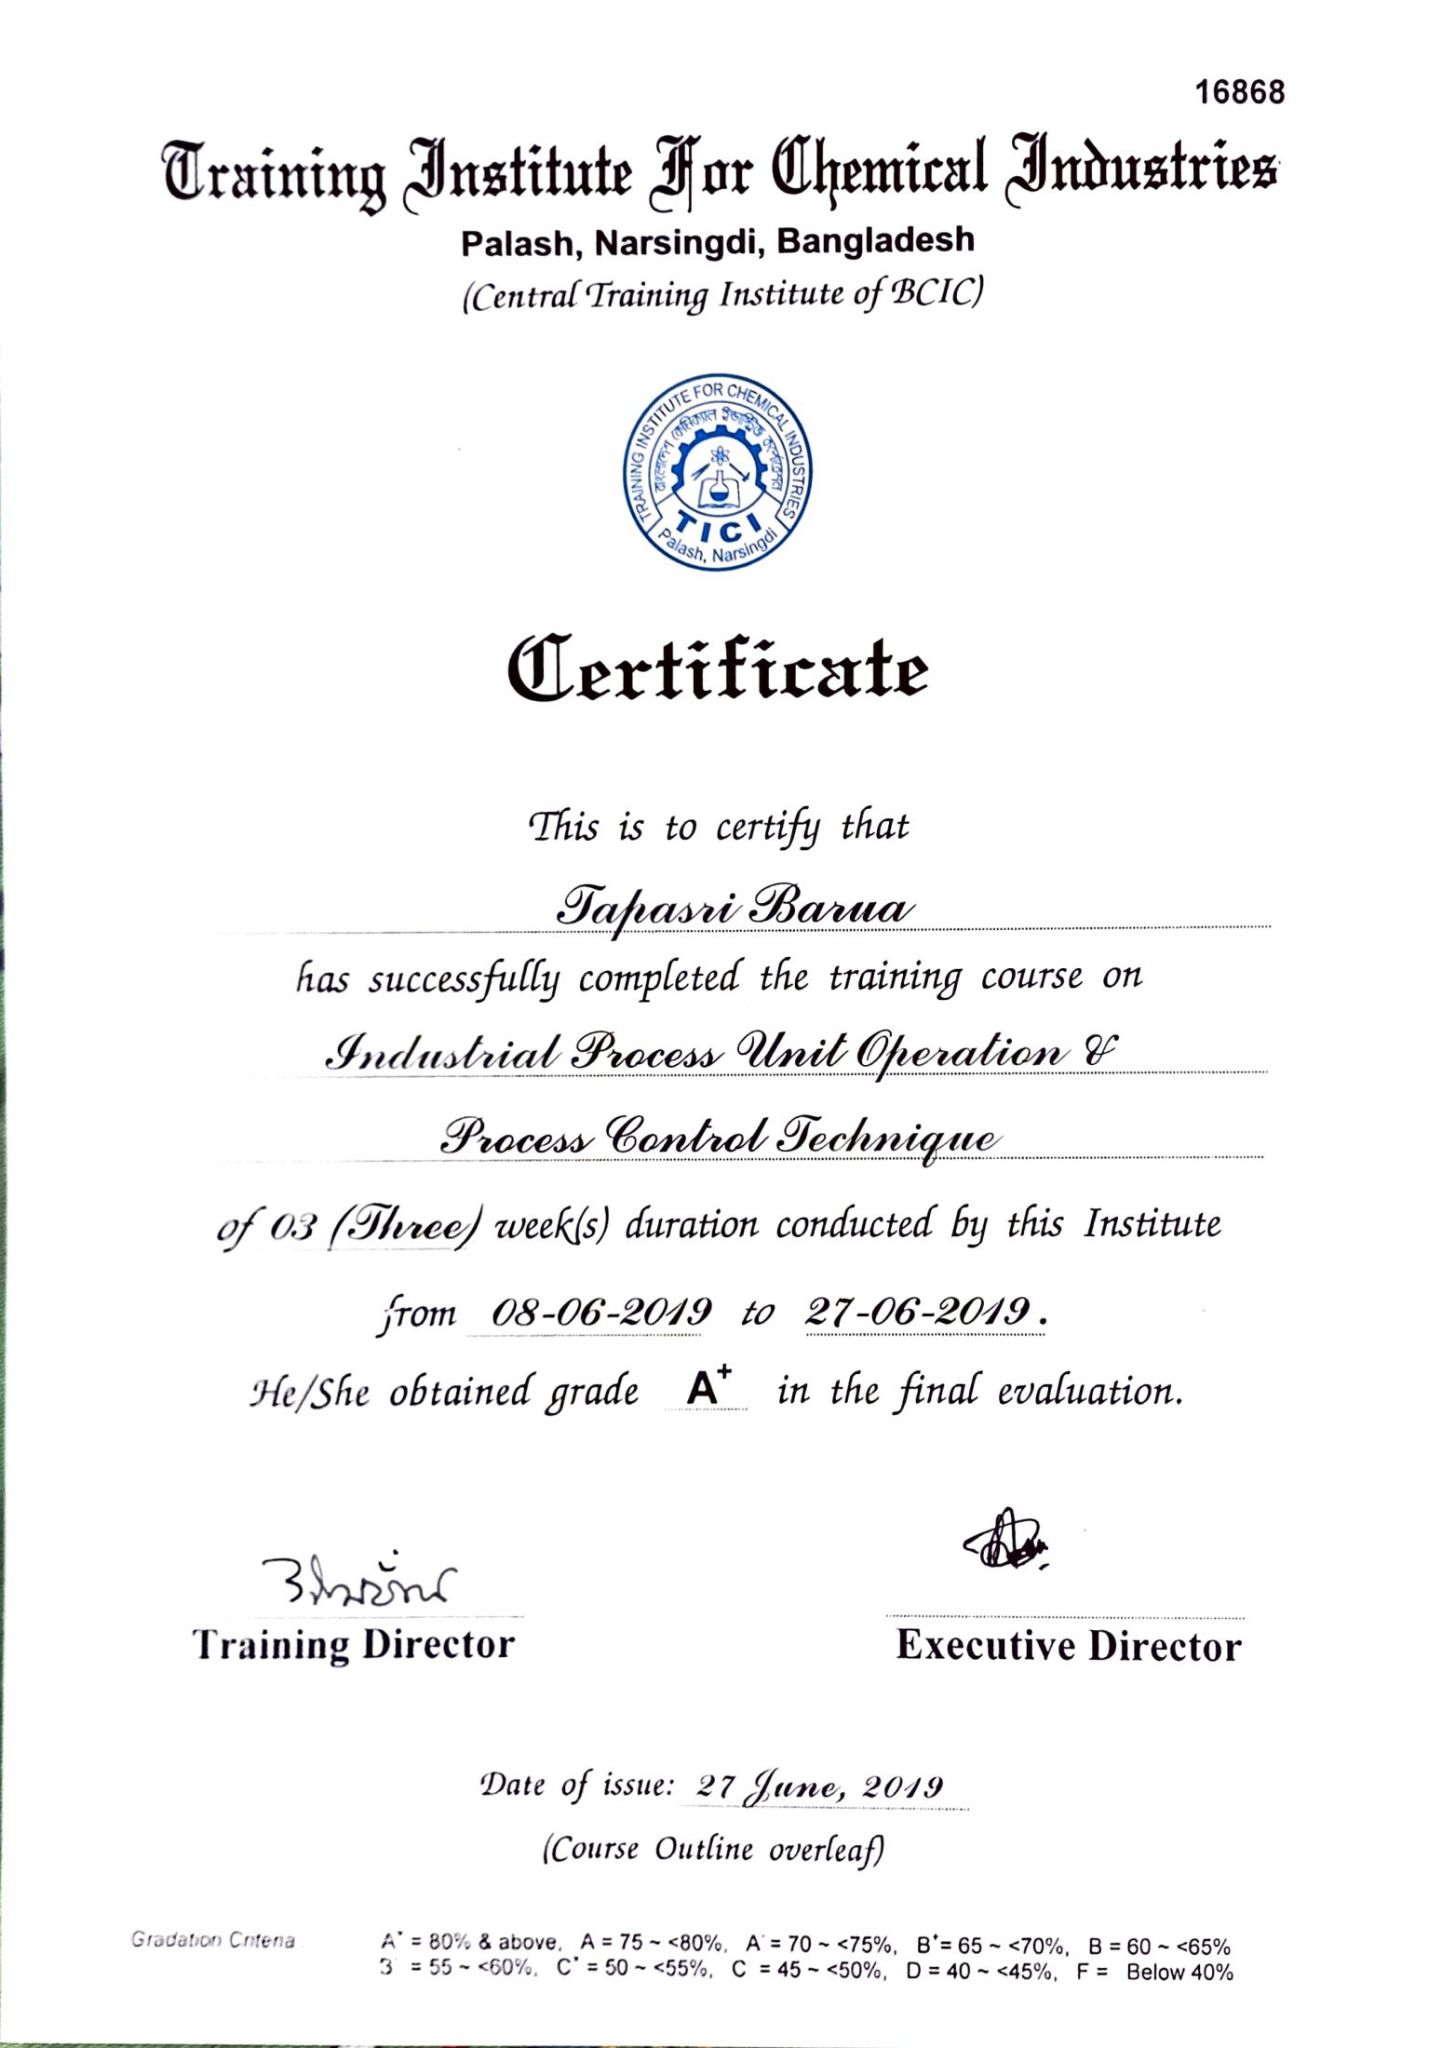 16868
Training Institute For Chemical Industries
Palash, Narsingdi, Bangladesh
(Central Training Institute of BCIC)
TRAINING INSTITUTE FOR CHEMICAL INDUSTRIES
বাংলাদেশ কেমিক্যাল ইন্ডাস্ট্রিজ কর্পোরেশন
TICI
Palash, Narsingdi
Certificate
This is to certify that
Tapasri Barua
has successfully completed the training course on
Industrial Process Unit Operation &
Process Control Technique
of 03 (Three) week(s) duration conducted by this Institute
from 08-06-2019 to 27-06-2019.
He/She obtained grade A+ in the final evaluation.
Training Director Executive Director
Date of issue: 27 June, 2019
(Course Outline overleaf)
Gradation Criteria A+ = 80% & above, A = 75 ~ <80%, A- = 70 ~ <75%, B+ = 65 ~ <70%, B = 60 ~ <65%
B- = 55 ~ <60%, C+ = 50 ~ <55%, C = 45 ~ <50%, D = 40 ~ <45%, F = Below 40%